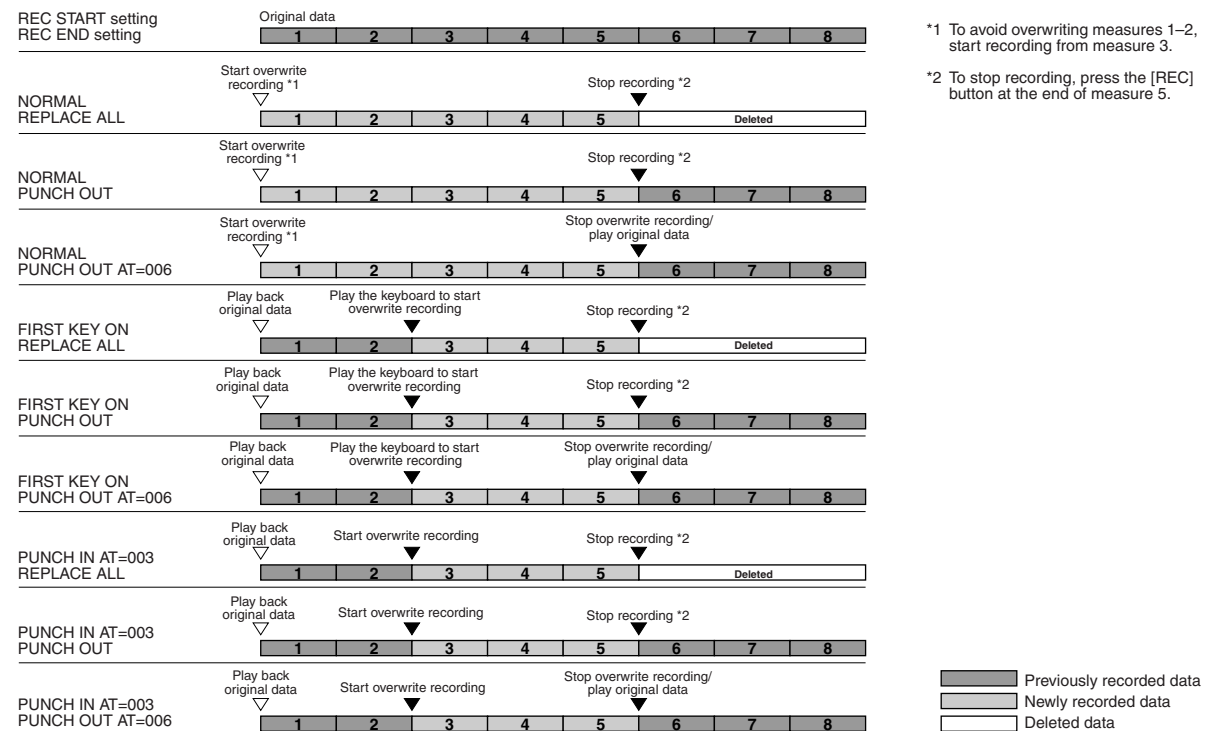 REC START setting
REC END setting
Original data
1 2 3 4 5 6 7 8
*1 To avoid overwriting measures 1–2,
start recording from measure 3.
*2 To stop recording, press the [REC]
button at the end of measure 5.
NORMAL
REPLACE ALL
Start overwrite
recording *1
Stop recording *2
1 2 3 4 5 Deleted
NORMAL
PUNCH OUT
Start overwrite
recording *1
Stop recording *2
1 2 3 4 5 6 7 8
NORMAL
PUNCH OUT AT=006
Start overwrite
recording *1
Stop overwrite recording/
play original data
1 2 3 4 5 6 7 8
FIRST KEY ON
REPLACE ALL
Play back
original data
Play the keyboard to start
overwrite recording
Stop recording *2
1 2 3 4 5 Deleted
FIRST KEY ON
PUNCH OUT
Play back
original data
Play the keyboard to start
overwrite recording
Stop recording *2
1 2 3 4 5 6 7 8
FIRST KEY ON
PUNCH OUT AT=006
Play back
original data
Play the keyboard to start
overwrite recording
Stop overwrite recording/
play original data
1 2 3 4 5 6 7 8
PUNCH IN AT=003
REPLACE ALL
Play back
original data
Start overwrite recording
Stop recording *2
1 2 3 4 5 Deleted
PUNCH IN AT=003
PUNCH OUT
Play back
original data
Start overwrite recording
Stop recording *2
1 2 3 4 5 6 7 8
PUNCH IN AT=003
PUNCH OUT AT=006
Play back
original data
Start overwrite recording
Stop overwrite recording/
play original data
1 2 3 4 5 6 7 8
Previously recorded data
Newly recorded data
Deleted data